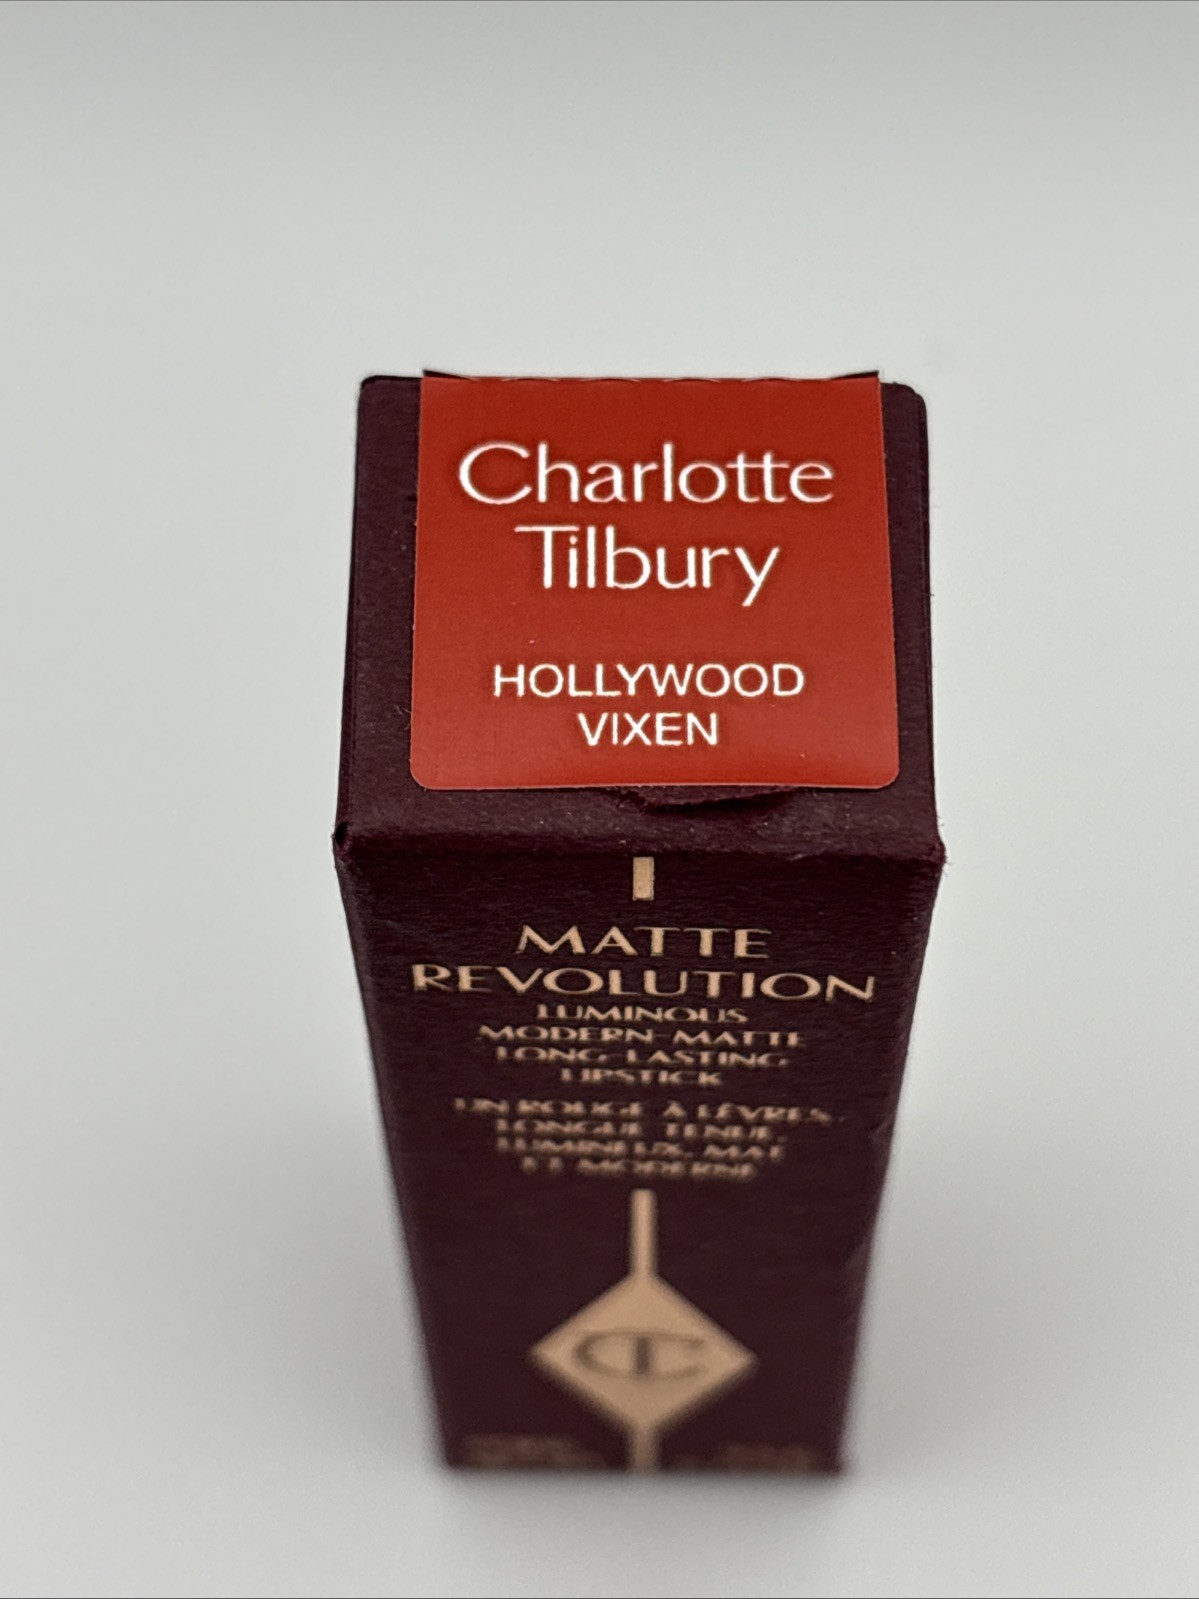 Charlotte
Tilbury
HOLLYWOOD
VIXEN
MATTE
REVOLUTION
LUMINOUS
MODERN-MATTE
LONG-LASTING
LIPSTICK
UN ROUGE À LÈVRES
LONGUE TENUE,
LUMINEUX, MAT
ET MODERNE
CT